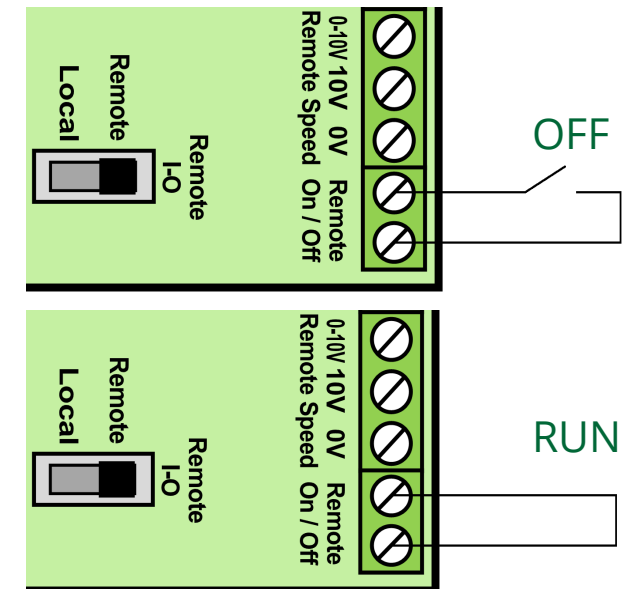 0-10V 10V 0V
Remote Speed
Remote
On / Off
Remote
Local
Remote
I-O
OFF
0-10V 10V 0V
Remote Speed
Remote
On / Off
Remote
Local
Remote
I-O
RUN